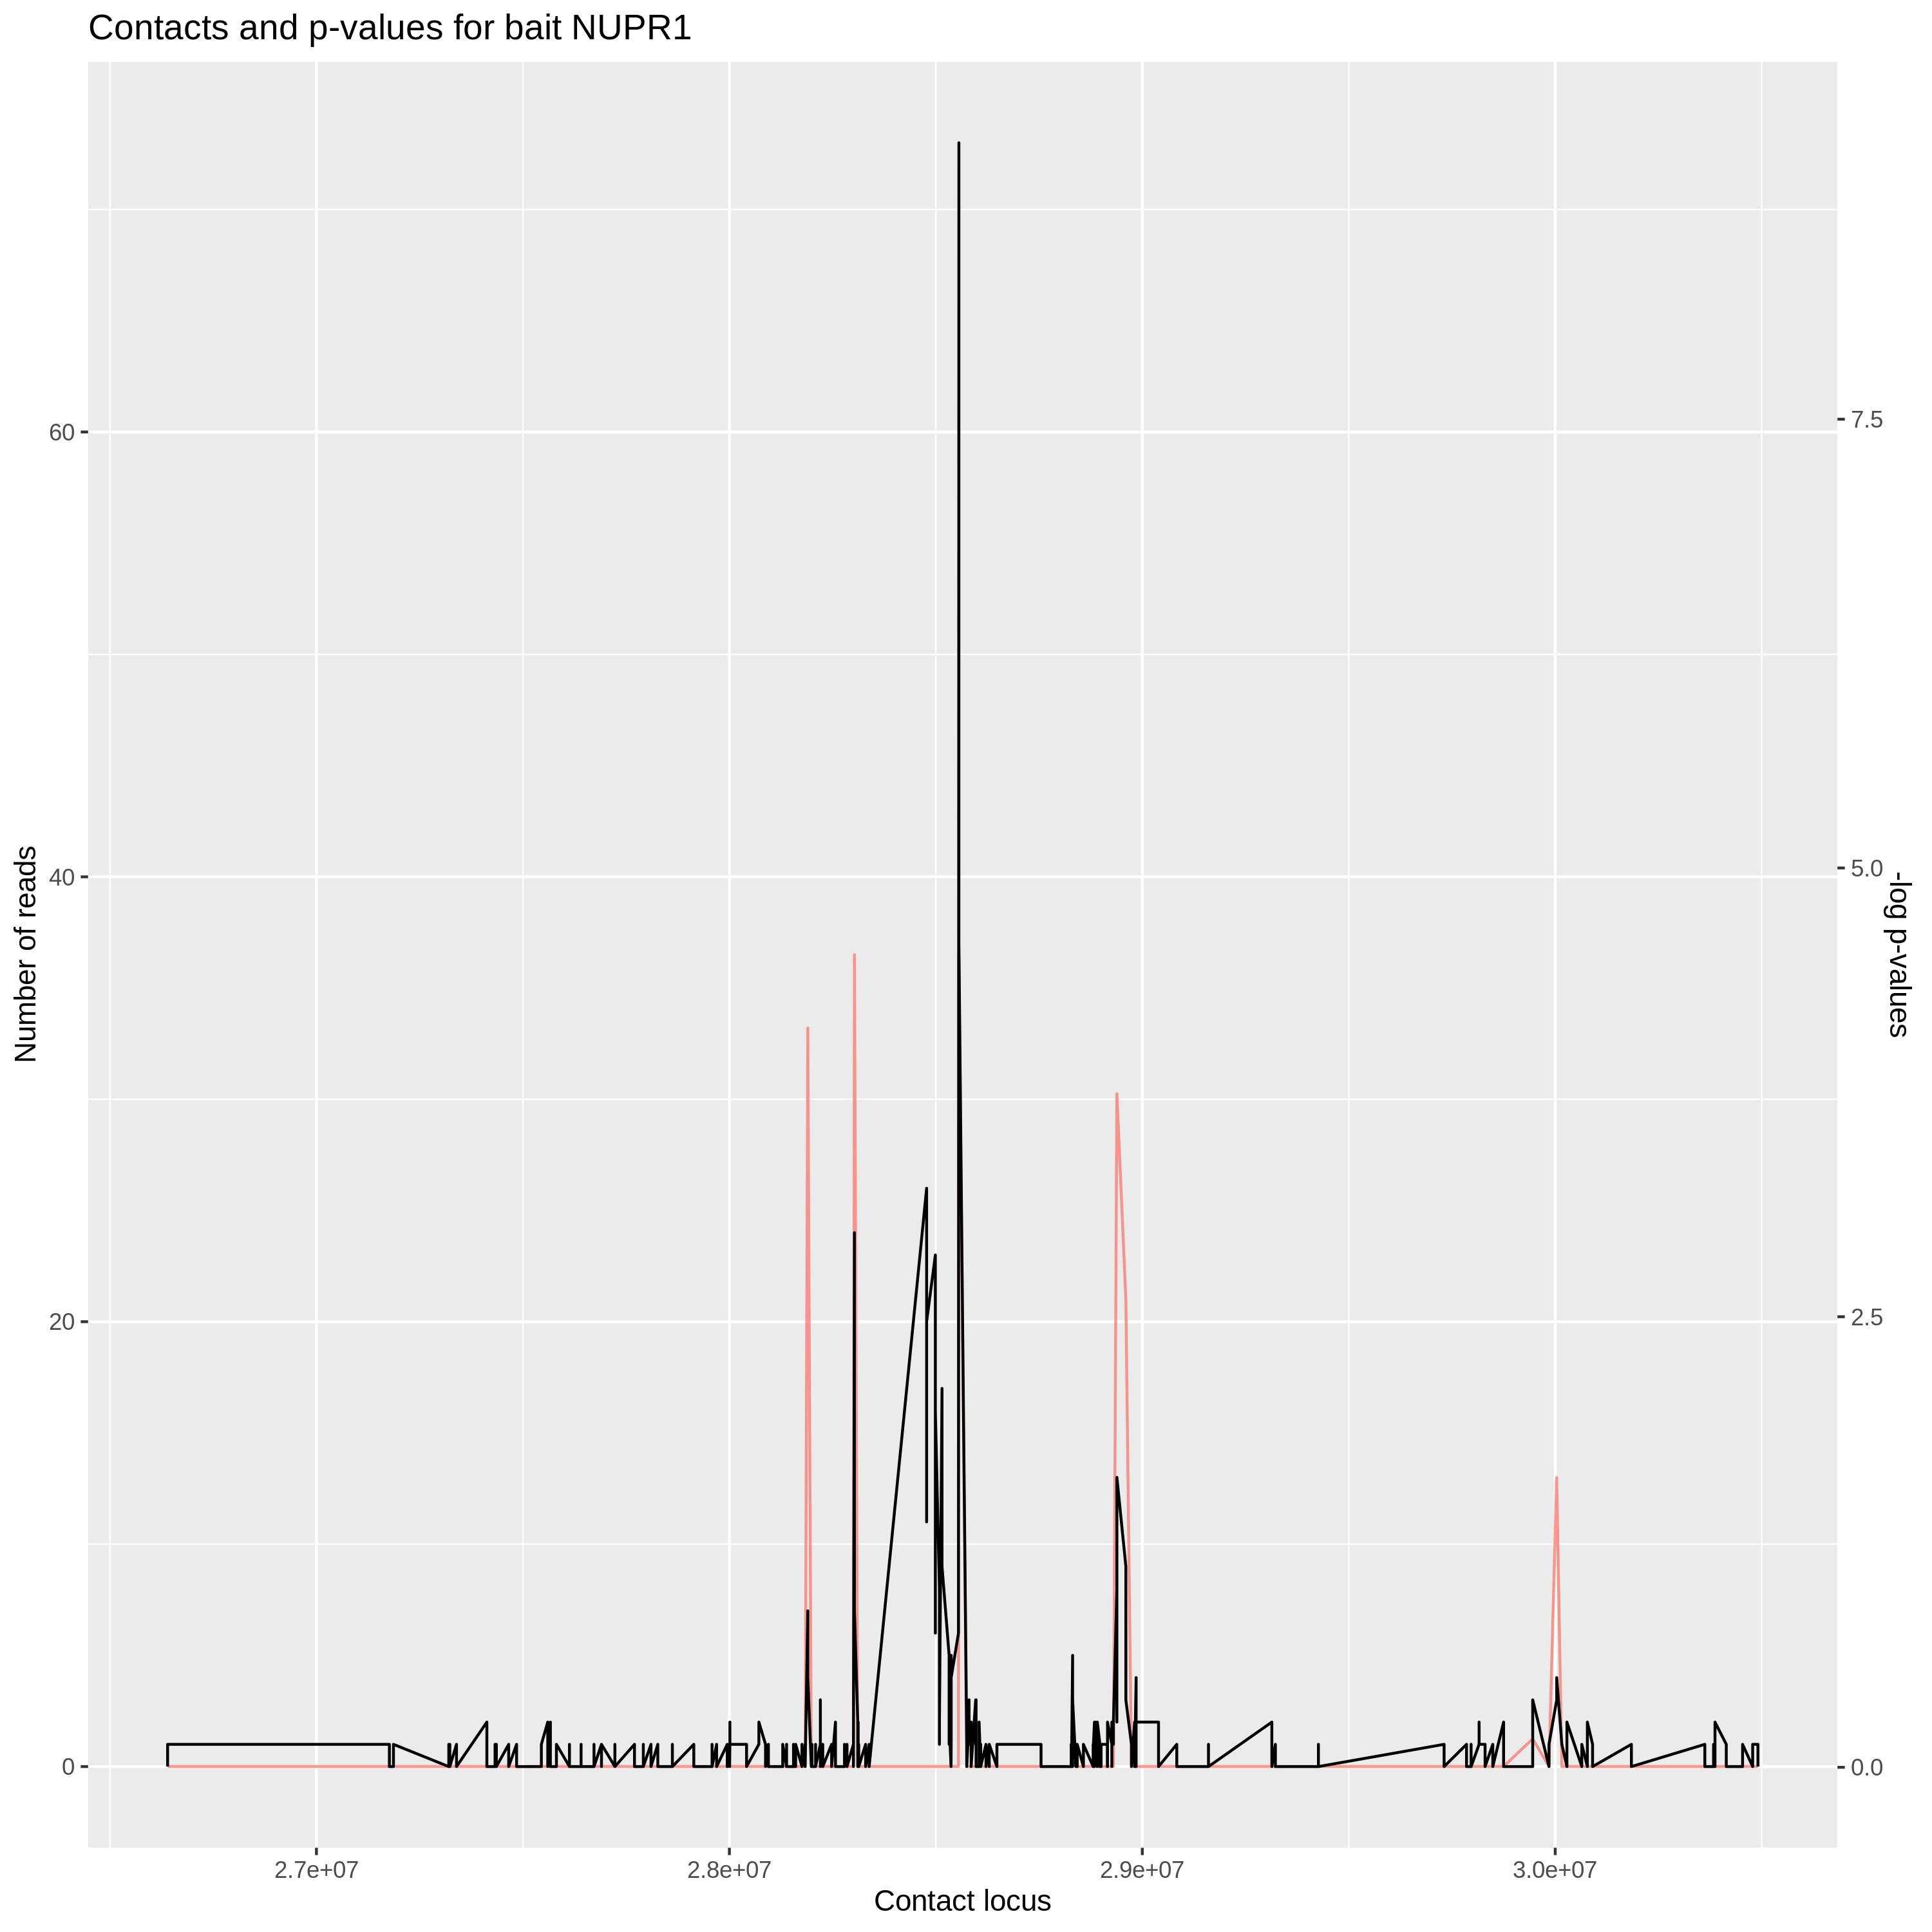 Contacts and p-values for bait NUPR1
60
40
20
0
Number of reads
7.5
5.0
2.5
0.0
-log p-values
2.7e+07
2.8e+07
2.9e+07
3.0e+07
Contact locus